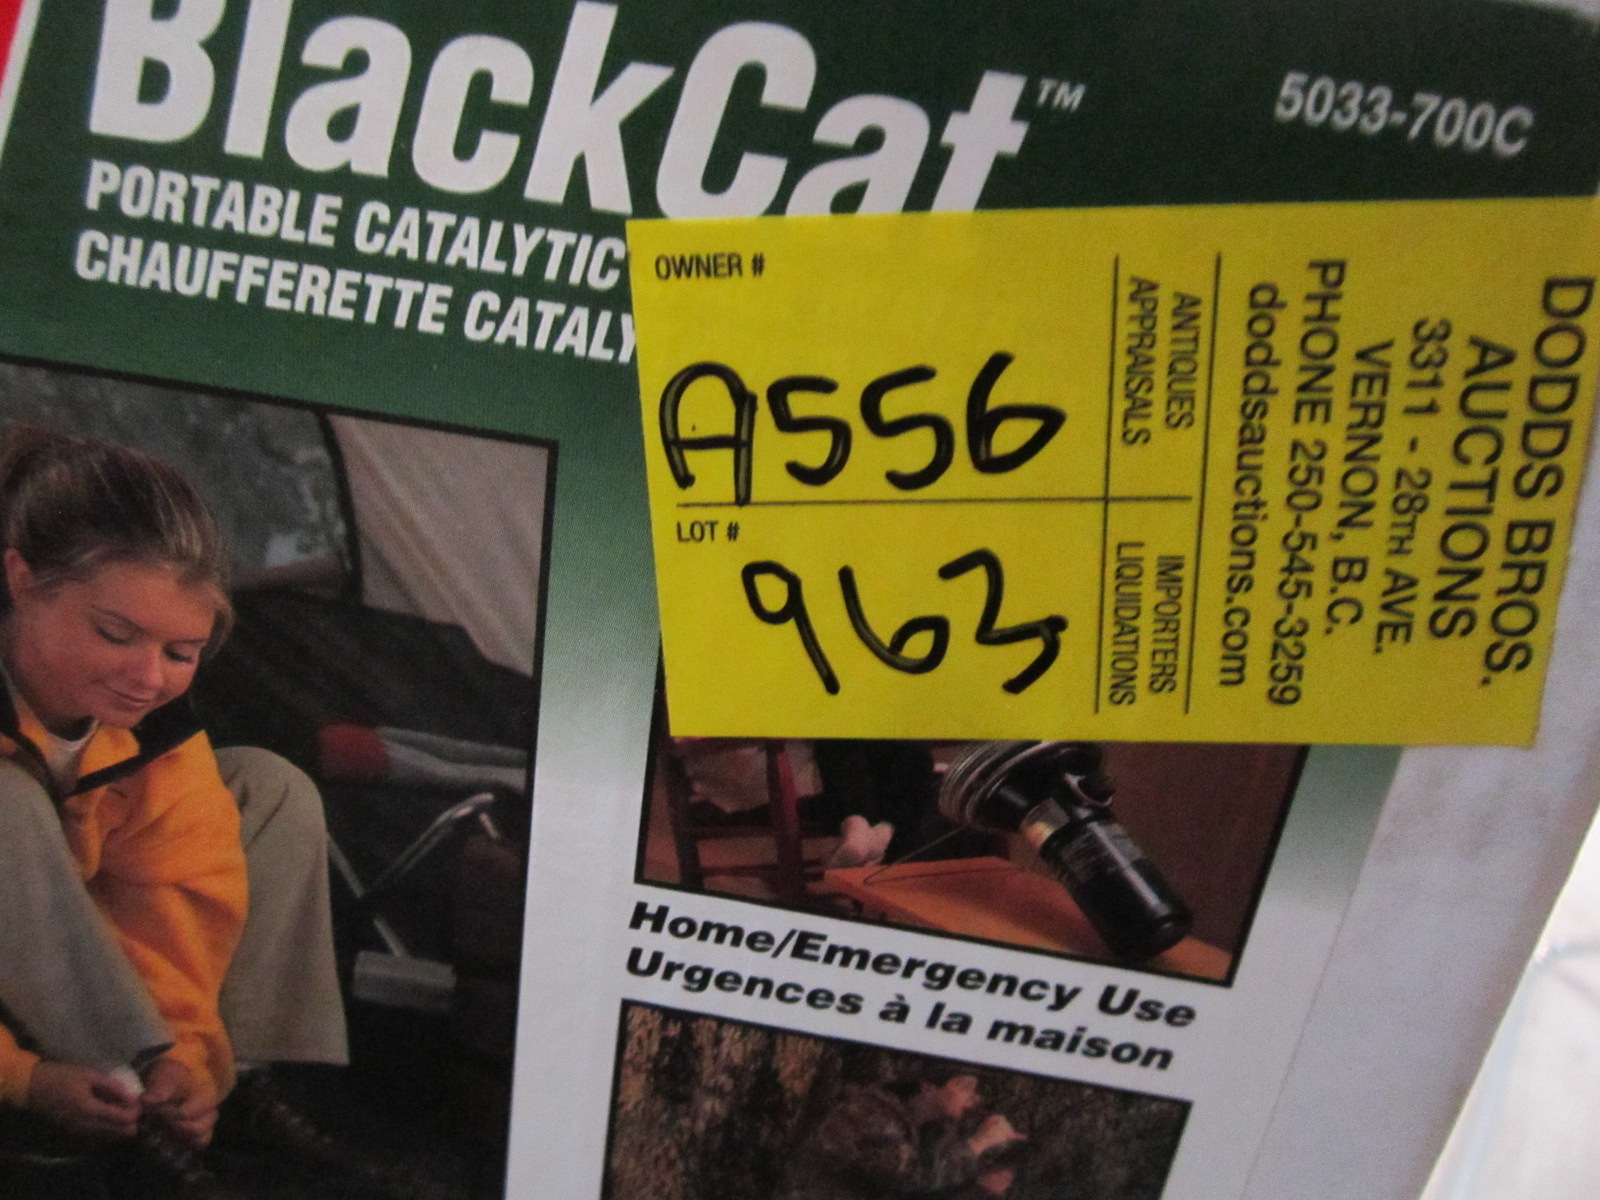 BlackCat™
5033-700C
PORTABLE CATALYTIC
CHAUFFERETTE CATALY
OWNER #
A556
LOT #
963
ANTIQUES
APPRAISALS
IMPORTERS
LIQUIDATIONS
DODDS BROS.
AUCTIONS
3311 - 28TH AVE.
VERNON, B.C.
PHONE 250-545-3259
doddsauctions.com
Home/Emergency Use
Urgences à la maison